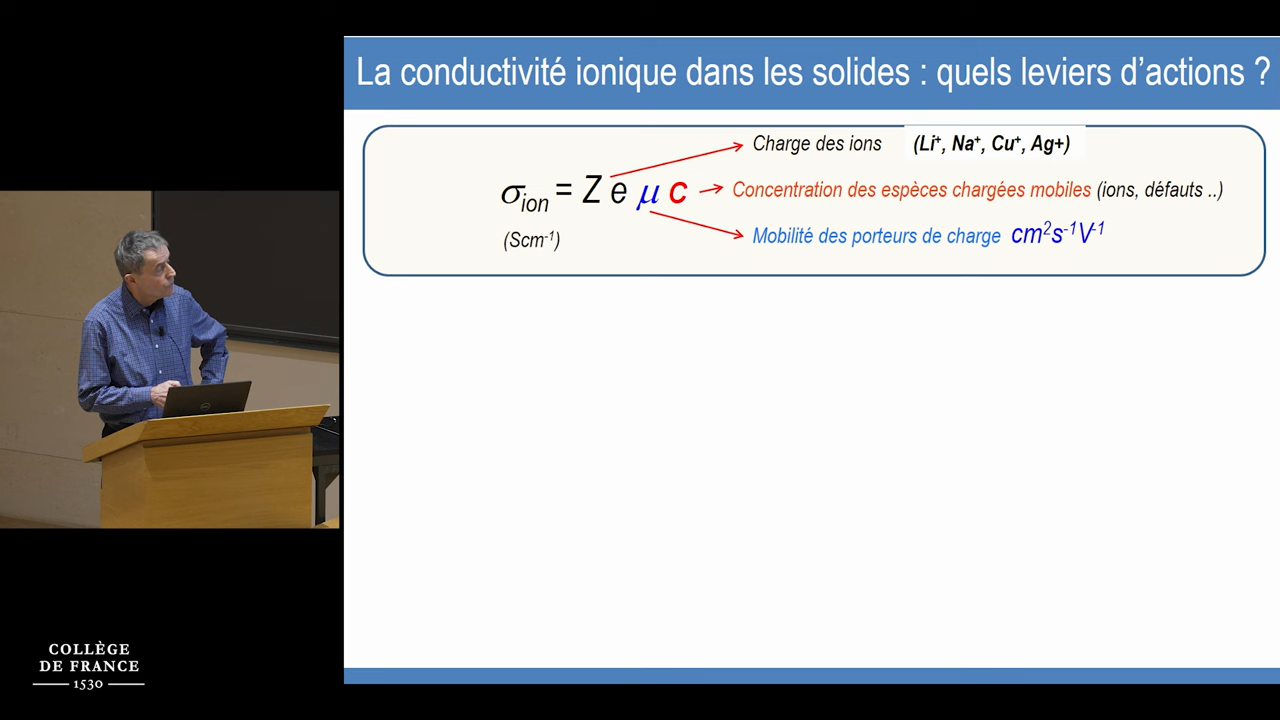 La conductivité ionique dans les solides : quels leviers d’actions ?
Charge des ions (Li⁺, Na⁺, Cu⁺, Ag+)
σion = Z e μ c
Concentration des espèces chargées mobiles (ions, défauts ..)
(Scm⁻¹)
Mobilité des porteurs de charge cm²s⁻¹V⁻¹
COLLÈGE
DE FRANCE
1530